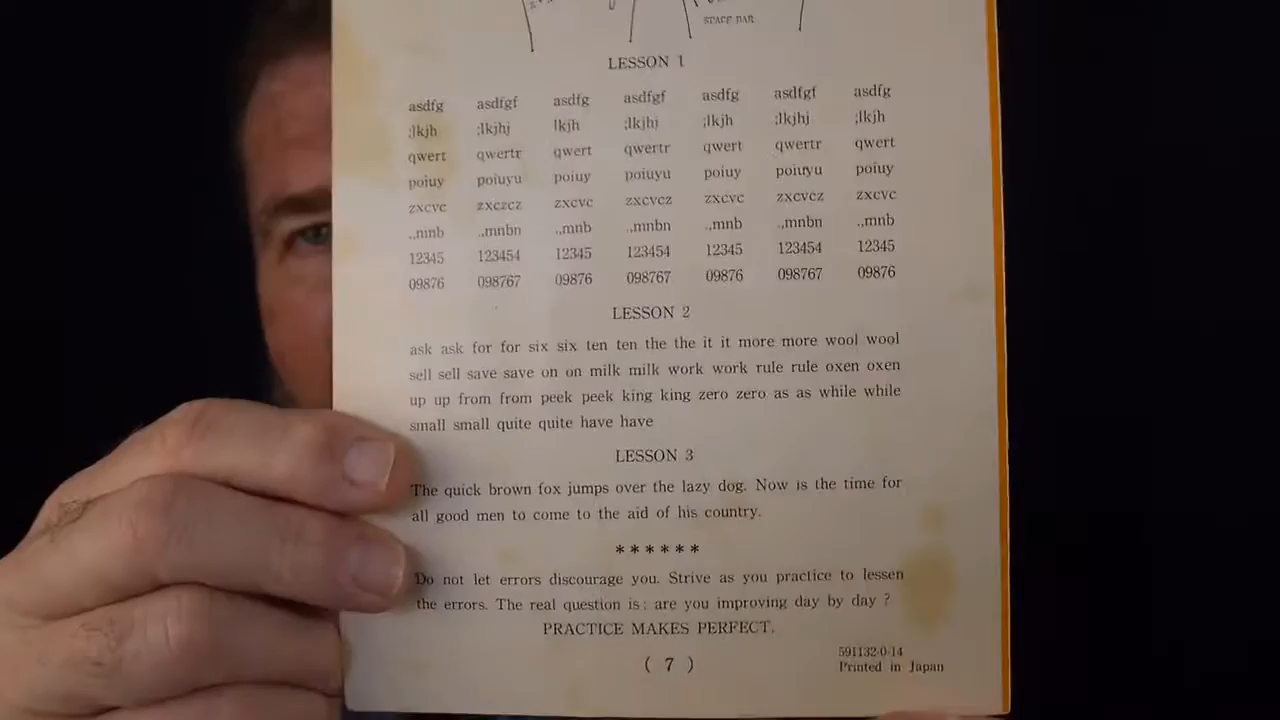 SPACE BAR
LESSON 1
asdfg asdfgf asdfg asdfgf asdfg asdfgf asdfg
;lkjh ;lkjhj lkjh ;lkjhj ;lkjh ;lkjhj ;lkjh
qwert qwertr qwert qwertr qwert qwertr qwert
poiuy poiuyu poiuy poiuyu poiuy poiuyu poiuy
zxcvc zxczcz zxcvc zxcvcz zxcvc zxcvcz zxcvc
.,mnb .,mnbn .,mnb .,mnbn .,mnb .,mnbn .,mnb
12345 123454 12345 123454 12345 123454 12345
09876 098767 09876 098767 09876 098767 09876
LESSON 2
ask ask for for six six ten ten the the it it more more wool wool
sell sell save save on on milk milk work work rule rule oxen oxen
up up from from peek peek king king zero zero as as while while
small small quite quite have have
LESSON 3
The quick brown fox jumps over the lazy dog. Now is the time for
all good men to come to the aid of his country.
******
Do not let errors discourage you. Strive as you practice to lessen
the errors. The real question is: are you improving day by day ?
PRACTICE MAKES PERFECT.
( 7 )
591132-0-14
Printed in Japan